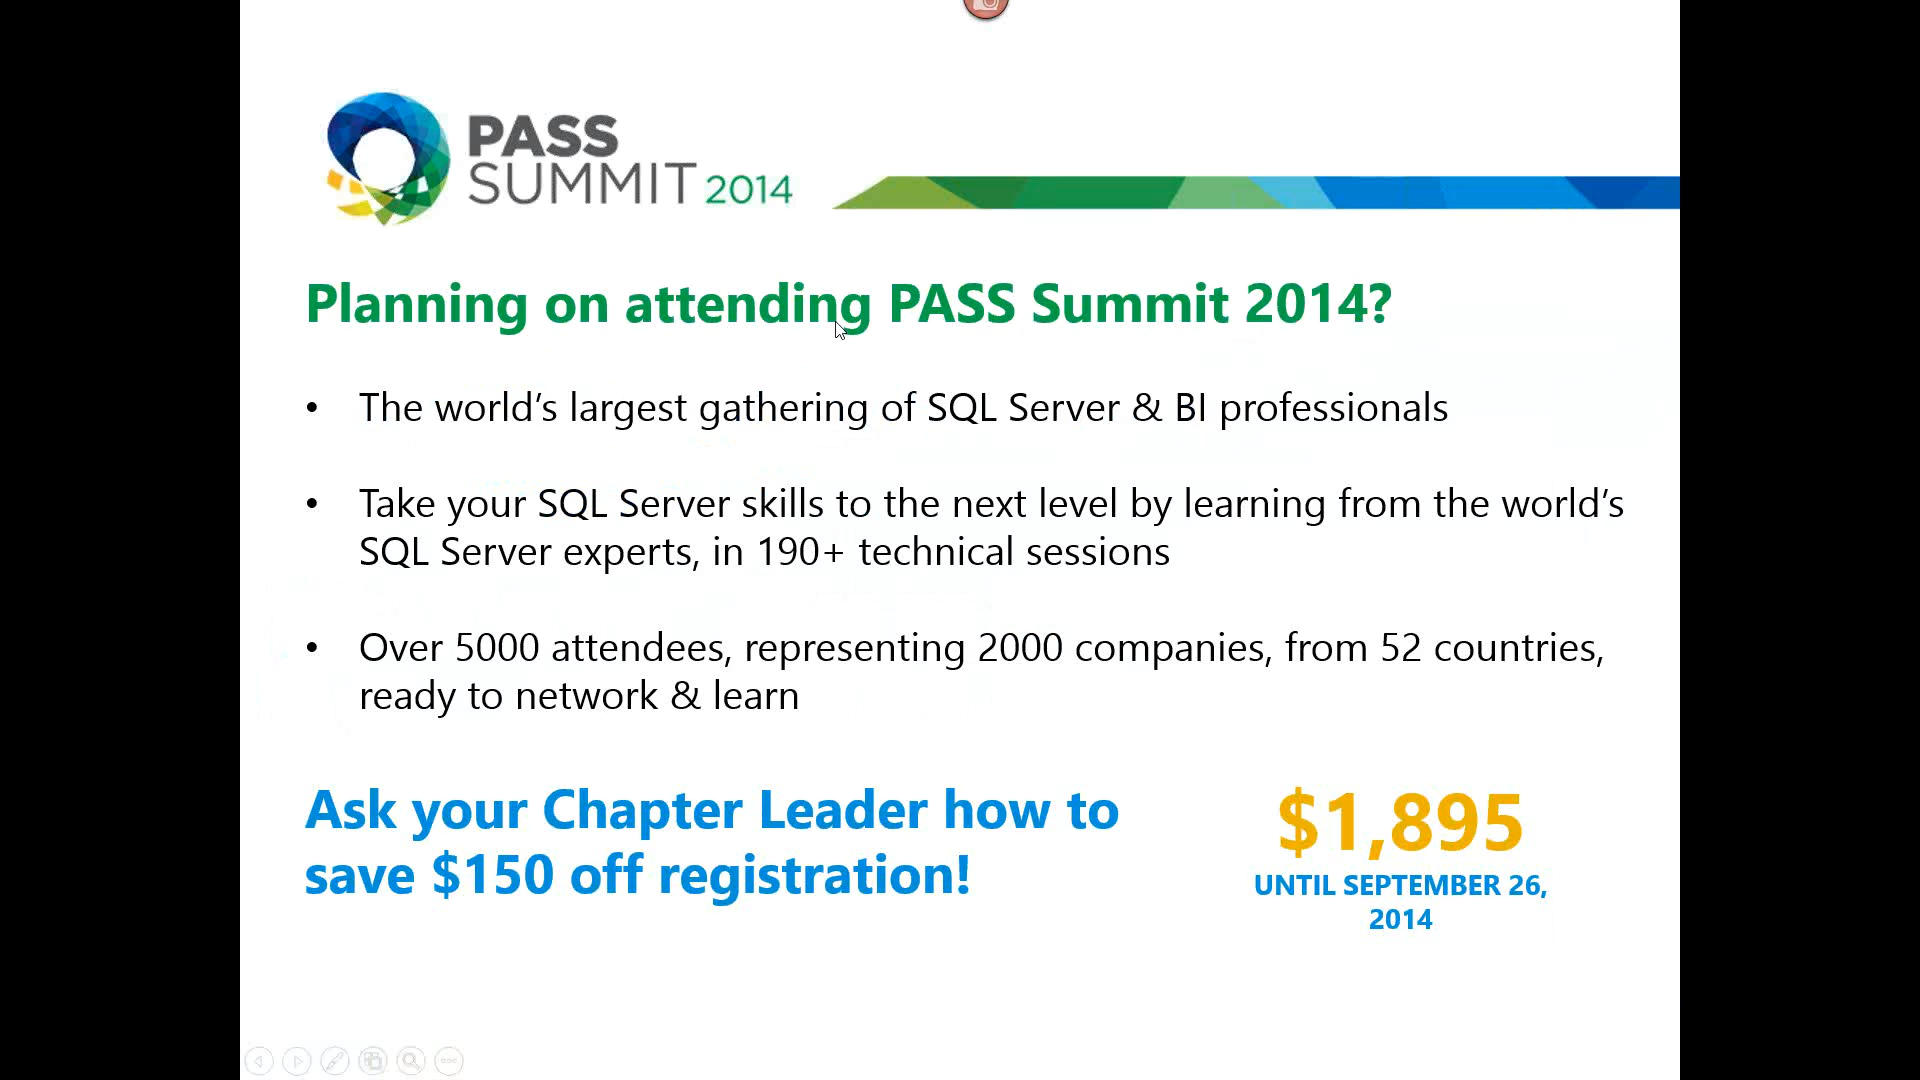 PASS
SUMMIT 2014
Planning on attending PASS Summit 2014?
• The world’s largest gathering of SQL Server & BI professionals
• Take your SQL Server skills to the next level by learning from the world’s
SQL Server experts, in 190+ technical sessions
• Over 5000 attendees, representing 2000 companies, from 52 countries,
ready to network & learn
Ask your Chapter Leader how to
save $150 off registration!
$1,895
UNTIL SEPTEMBER 26,
2014